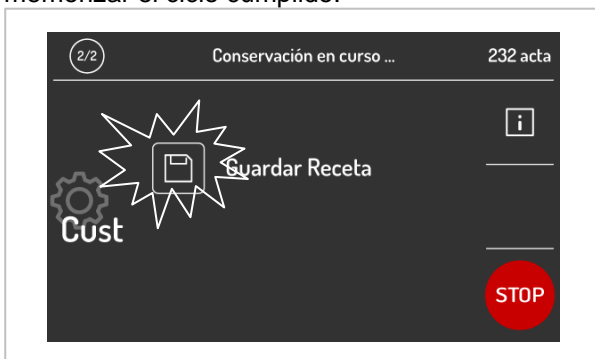 memorizar el ciclo cumplido.
2/2 Conservación en curso ... 232 acta
i
Guardar Receta
Cust
STOP